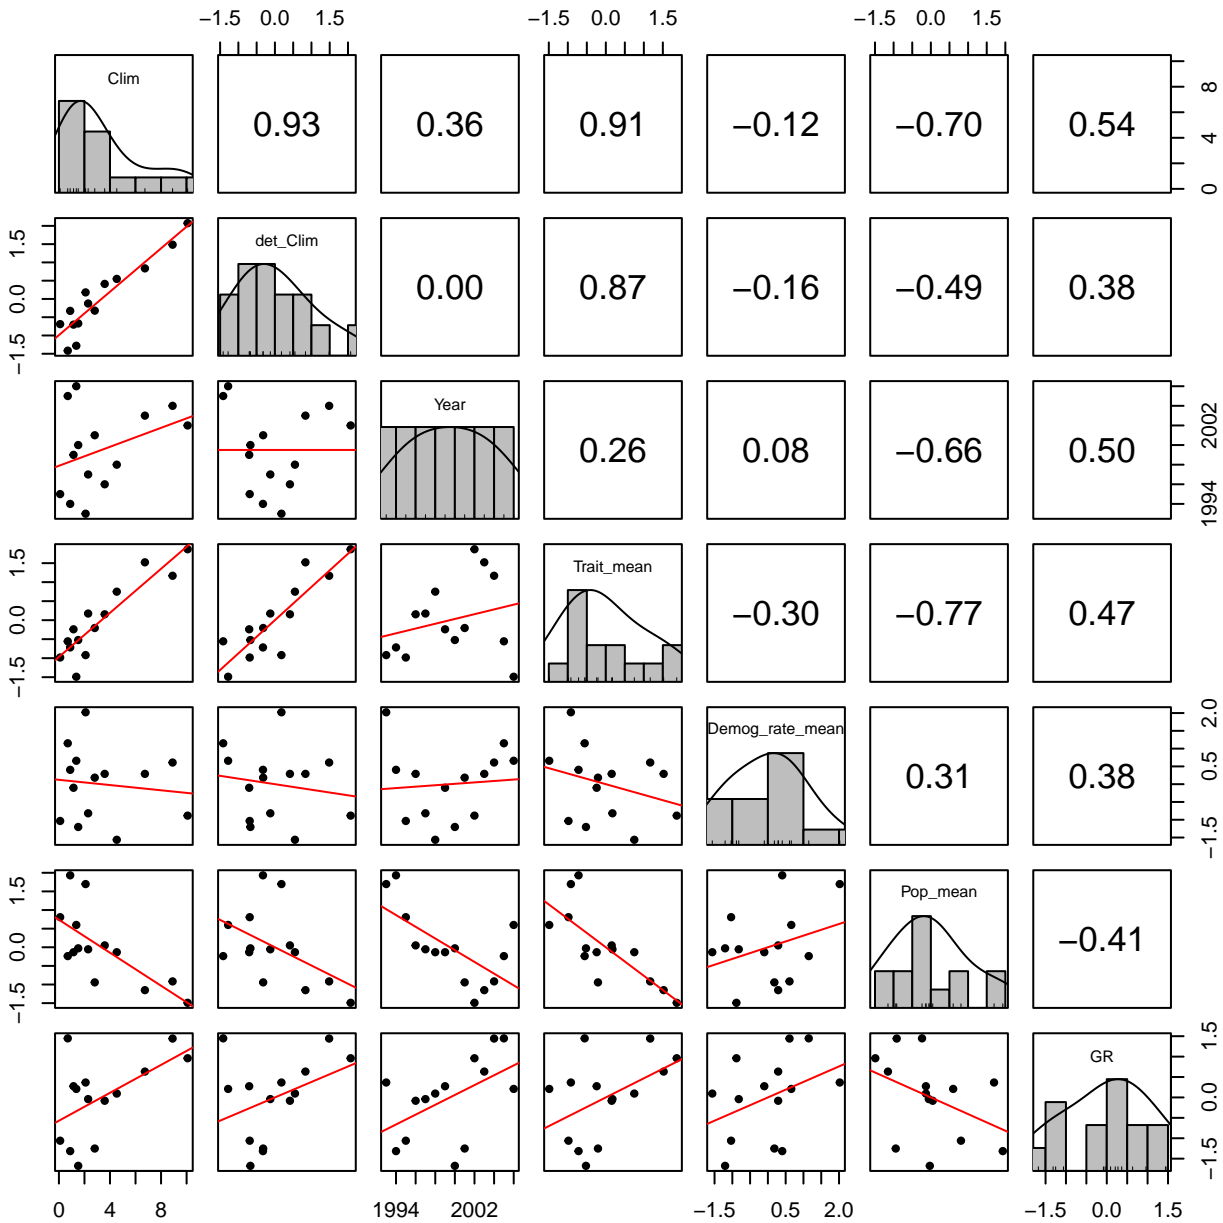 −1.5 0.0 1.5 −1.5 0.0 1.5 −1.5 0.0 1.5
Clim 0.93 0.36 0.91 −0.12 −0.70 0.54 0 4 8
−1.5 0.0 1.5 det_Clim 0.00 0.87 −0.16 −0.49 0.38
Year 0.26 0.08 −0.66 0.50 1994 2002
−1.5 0.0 1.5 Trait_mean −0.30 −0.77 0.47
Demog_rate_mean 0.31 0.38 −1.5 0.5 2.0
−1.5 0.0 1.5 Pop_mean −0.41
GR −1.5 0.0 1.5
0 4 8 1994 2002 −1.5 0.5 2.0 −1.5 0.0 1.5